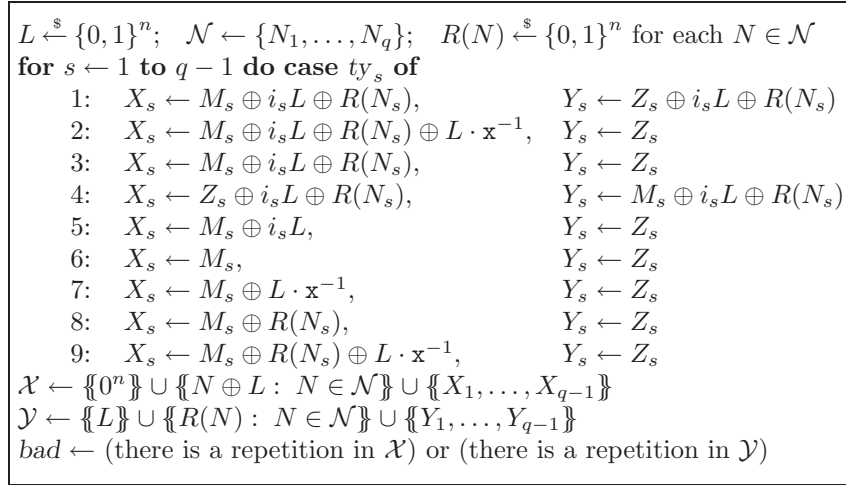 L ←$ {0,1}ⁿ; 𝒩 ← {N₁, . . . , N_q}; R(N) ←$ {0,1}ⁿ for each N ∈ 𝒩
for s ← 1 to q − 1 do case ty_s of
1: X_s ← M_s ⊕ i_sL ⊕ R(N_s), Y_s ← Z_s ⊕ i_sL ⊕ R(N_s)
2: X_s ← M_s ⊕ i_sL ⊕ R(N_s) ⊕ L · x⁻¹, Y_s ← Z_s
3: X_s ← M_s ⊕ i_sL ⊕ R(N_s), Y_s ← Z_s
4: X_s ← Z_s ⊕ i_sL ⊕ R(N_s), Y_s ← M_s ⊕ i_sL ⊕ R(N_s)
5: X_s ← M_s ⊕ i_sL, Y_s ← Z_s
6: X_s ← M_s, Y_s ← Z_s
7: X_s ← M_s ⊕ L · x⁻¹, Y_s ← Z_s
8: X_s ← M_s ⊕ R(N_s), Y_s ← Z_s
9: X_s ← M_s ⊕ R(N_s) ⊕ L · x⁻¹, Y_s ← Z_s
𝒳 ← {{0ⁿ}} ∪ {{N ⊕ L : N ∈ 𝒩}} ∪ {{X₁, . . . , X_{q−1}}}
𝒴 ← {{L}} ∪ {{R(N) : N ∈ 𝒩}} ∪ {{Y₁, . . . , Y_{q−1}}}
bad ← (there is a repetition in 𝒳) or (there is a repetition in 𝒴)